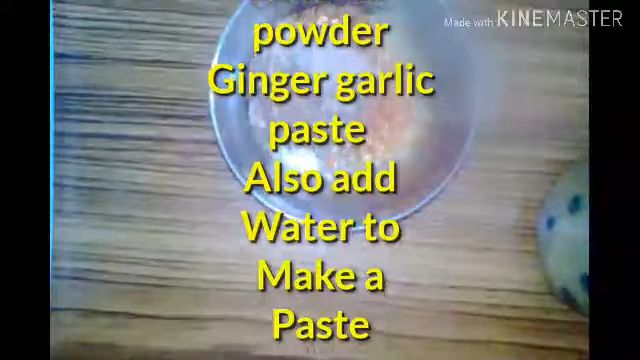 Made with KINEMASTER
powder
Ginger garlic
paste
Also add
Water to
Make a
Paste